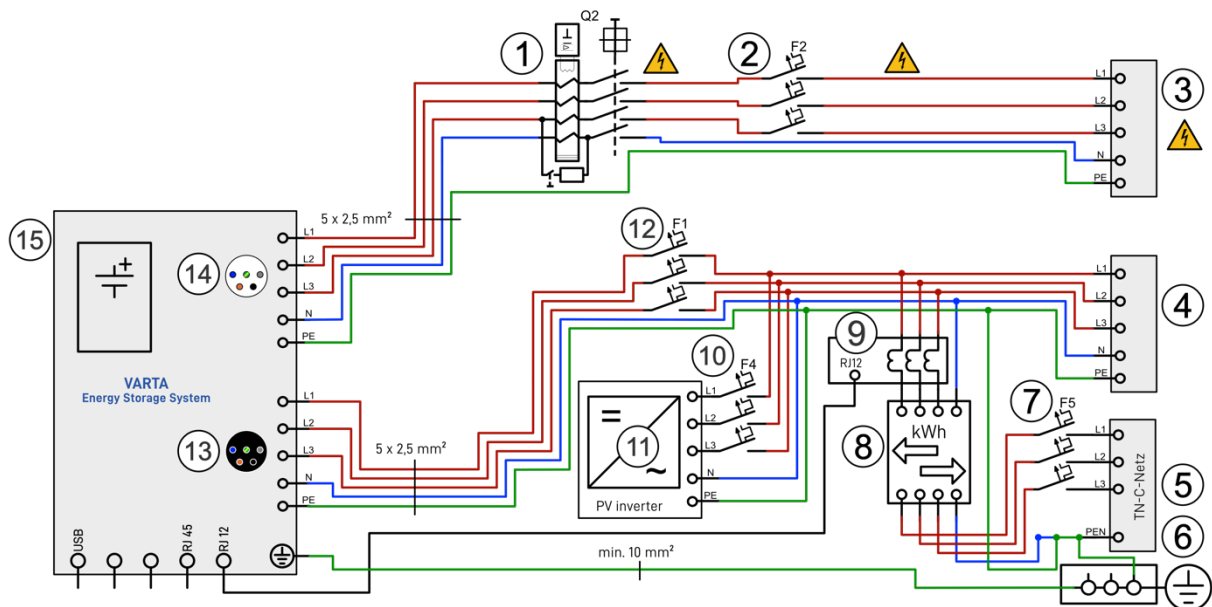 Q2
1
2
F2
L1
L2
L3
N
PE
3
15
5 x 2,5 mm²
14
L1
L2
L3
N
PE
VARTA
Energy Storage System
12
F1
L1
L2
L3
N
PE
4
9
RJ12
10
F4
L1
L2
L3
N
PE
11
PV inverter
13
L1
L2
L3
N
PE
5 x 2,5 mm²
kWh
8
7
F5
L1
L2
L3
PEN
TN-C-Netz
5
6
USB
RJ 45
RJ 12
min. 10 mm²